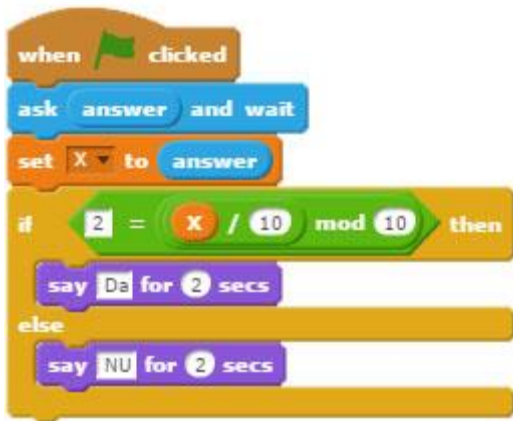 when clicked
ask answer and wait
set X to answer
if 2 = X / 10 mod 10 then
say Da for 2 secs
else
say NU for 2 secs